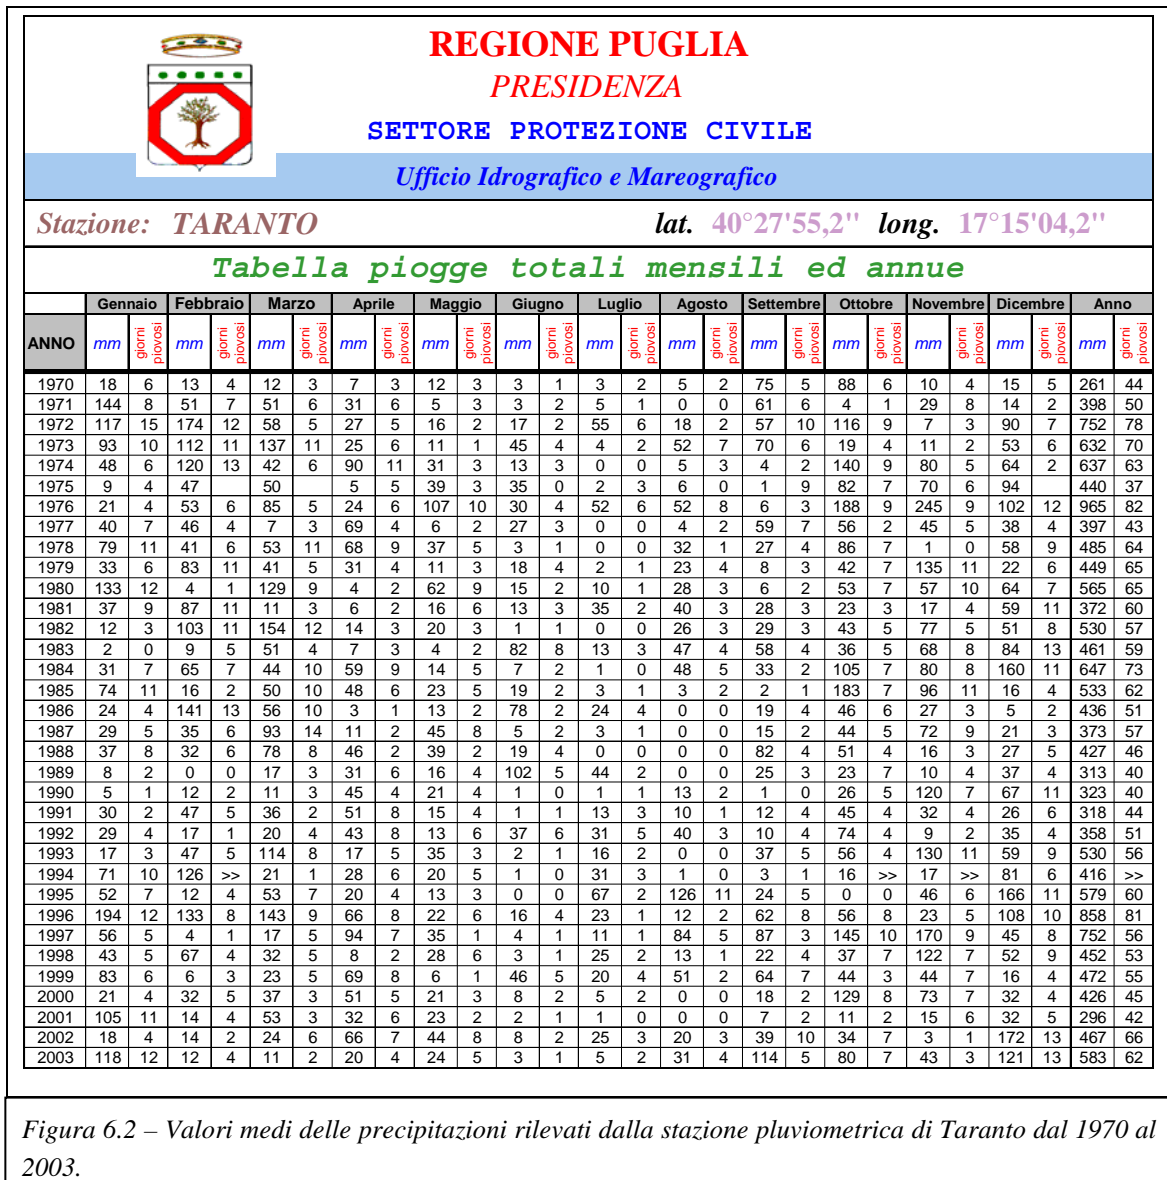 REGIONE PUGLIA
PRESIDENZA
SETTORE PROTEZIONE CIVILE
Ufficio Idrografico e Mareografico
Stazione: TARANTO lat. 40°27'55,2" long. 17°15'04,2"
Tabella piogge totali mensili ed annue
Gennaio Febbraio Marzo Aprile Maggio Giugno Luglio Agosto Settembre Ottobre Novembre Dicembre Anno
ANNO mm giorni piovosi mm giorni piovosi mm giorni piovosi mm giorni piovosi mm giorni piovosi mm giorni piovosi mm giorni piovosi mm giorni piovosi mm giorni piovosi mm giorni piovosi mm giorni piovosi mm giorni piovosi mm giorni piovosi
1970 18 6 13 4 12 3 7 3 12 3 3 1 3 2 5 2 75 5 88 6 10 4 15 5 261 44
1971 144 8 51 7 51 6 31 6 5 3 3 2 5 1 0 0 61 6 4 1 29 8 14 2 398 50
1972 117 15 174 12 58 5 27 5 16 2 17 2 55 6 18 2 57 10 116 9 7 3 90 7 752 78
1973 93 10 112 11 137 11 25 6 11 1 45 4 4 2 52 7 70 6 19 4 11 2 53 6 632 70
1974 48 6 120 13 42 6 90 11 31 3 13 3 0 0 5 3 4 2 140 9 80 5 64 2 637 63
1975 9 4 47 50 5 5 39 3 35 0 2 3 6 0 1 9 82 7 70 6 94 440 37
1976 21 4 53 6 85 5 24 6 107 10 30 4 52 6 52 8 6 3 188 9 245 9 102 12 965 82
1977 40 7 46 4 7 3 69 4 6 2 27 3 0 0 4 2 59 7 56 2 45 5 38 4 397 43
1978 79 11 41 6 53 11 68 9 37 5 3 1 0 0 32 1 27 4 86 7 1 0 58 9 485 64
1979 33 6 83 11 41 5 31 4 11 3 18 4 2 1 23 4 8 3 42 7 135 11 22 6 449 65
1980 133 12 4 1 129 9 4 2 62 9 15 2 10 1 28 3 6 2 53 7 57 10 64 7 565 65
1981 37 9 87 11 11 3 6 2 16 6 13 3 35 2 40 3 28 3 23 3 17 4 59 11 372 60
1982 12 3 103 11 154 12 14 3 20 3 1 1 0 0 26 3 29 3 43 5 77 5 51 8 530 57
1983 2 0 9 5 51 4 7 3 4 2 82 8 13 3 47 4 58 4 36 5 68 8 84 13 461 59
1984 31 7 65 7 44 10 59 9 14 5 7 2 1 0 48 5 33 2 105 7 80 8 160 11 647 73
1985 74 11 16 2 50 10 48 6 23 5 19 2 3 1 3 2 2 1 183 7 96 11 16 4 533 62
1986 24 4 141 13 56 10 3 1 13 2 78 2 24 4 0 0 19 4 46 6 27 3 5 2 436 51
1987 29 5 35 6 93 14 11 2 45 8 5 2 3 1 0 0 15 2 44 5 72 9 21 3 373 57
1988 37 8 32 6 78 8 46 2 39 2 19 4 0 0 0 0 82 4 51 4 16 3 27 5 427 46
1989 8 2 0 0 17 3 31 6 16 4 102 5 44 2 0 0 25 3 23 7 10 4 37 4 313 40
1990 5 1 12 2 11 3 45 4 21 4 1 0 1 1 13 2 1 0 26 5 120 7 67 11 323 40
1991 30 2 47 5 36 2 51 8 15 4 1 1 13 3 10 1 12 4 45 4 32 4 26 6 318 44
1992 29 4 17 1 20 4 43 8 13 6 37 6 31 5 40 3 10 4 74 4 9 2 35 4 358 51
1993 17 3 47 5 114 8 17 5 35 3 2 1 16 2 0 0 37 5 56 4 130 11 59 9 530 56
1994 71 10 126 >> 21 1 28 6 20 5 1 0 31 3 1 0 3 1 16 >> 17 >> 81 6 416 >>
1995 52 7 12 4 53 7 20 4 13 3 0 0 67 2 126 11 24 5 0 0 46 6 166 11 579 60
1996 194 12 133 8 143 9 66 8 22 6 16 4 23 1 12 2 62 8 56 8 23 5 108 10 858 81
1997 56 5 4 1 17 5 94 7 35 1 4 1 11 1 84 5 87 3 145 10 170 9 45 8 752 56
1998 43 5 67 4 32 5 8 2 28 6 3 1 25 2 13 1 22 4 37 7 122 7 52 9 452 53
1999 83 6 6 3 23 5 69 8 6 1 46 5 20 4 51 2 64 7 44 3 44 7 16 4 472 55
2000 21 4 32 5 37 3 51 5 21 3 8 2 5 2 0 0 18 2 129 8 73 7 32 4 426 45
2001 105 11 14 4 53 3 32 6 23 2 2 1 1 0 0 0 7 2 11 2 15 6 32 5 296 42
2002 18 4 14 2 24 6 66 7 44 8 8 2 25 3 20 3 39 10 34 7 3 1 172 13 467 66
2003 118 12 12 4 11 2 20 4 24 5 3 1 5 2 31 4 114 5 80 7 43 3 121 13 583 62
Figura 6.2 – Valori medi delle precipitazioni rilevati dalla stazione pluviometrica di Taranto dal 1970 al
2003.